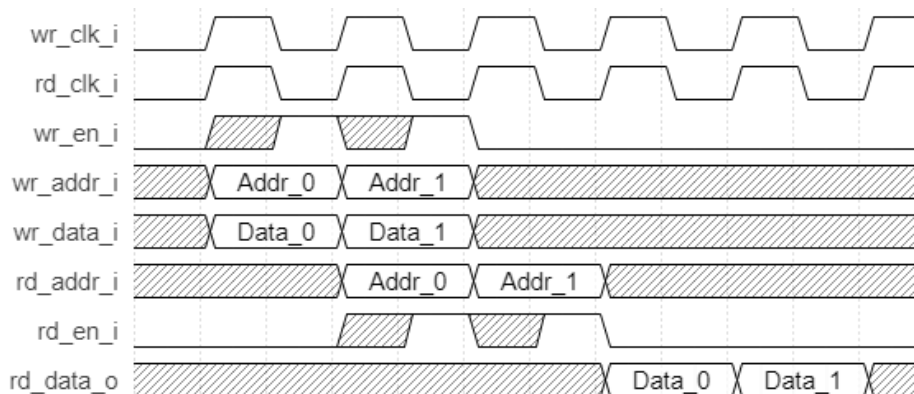 wr_clk_i
rd_clk_i
wr_en_i
wr_addr_i Addr_0 Addr_1
wr_data_i Data_0 Data_1
rd_addr_i Addr_0 Addr_1
rd_en_i
rd_data_o Data_0 Data_1